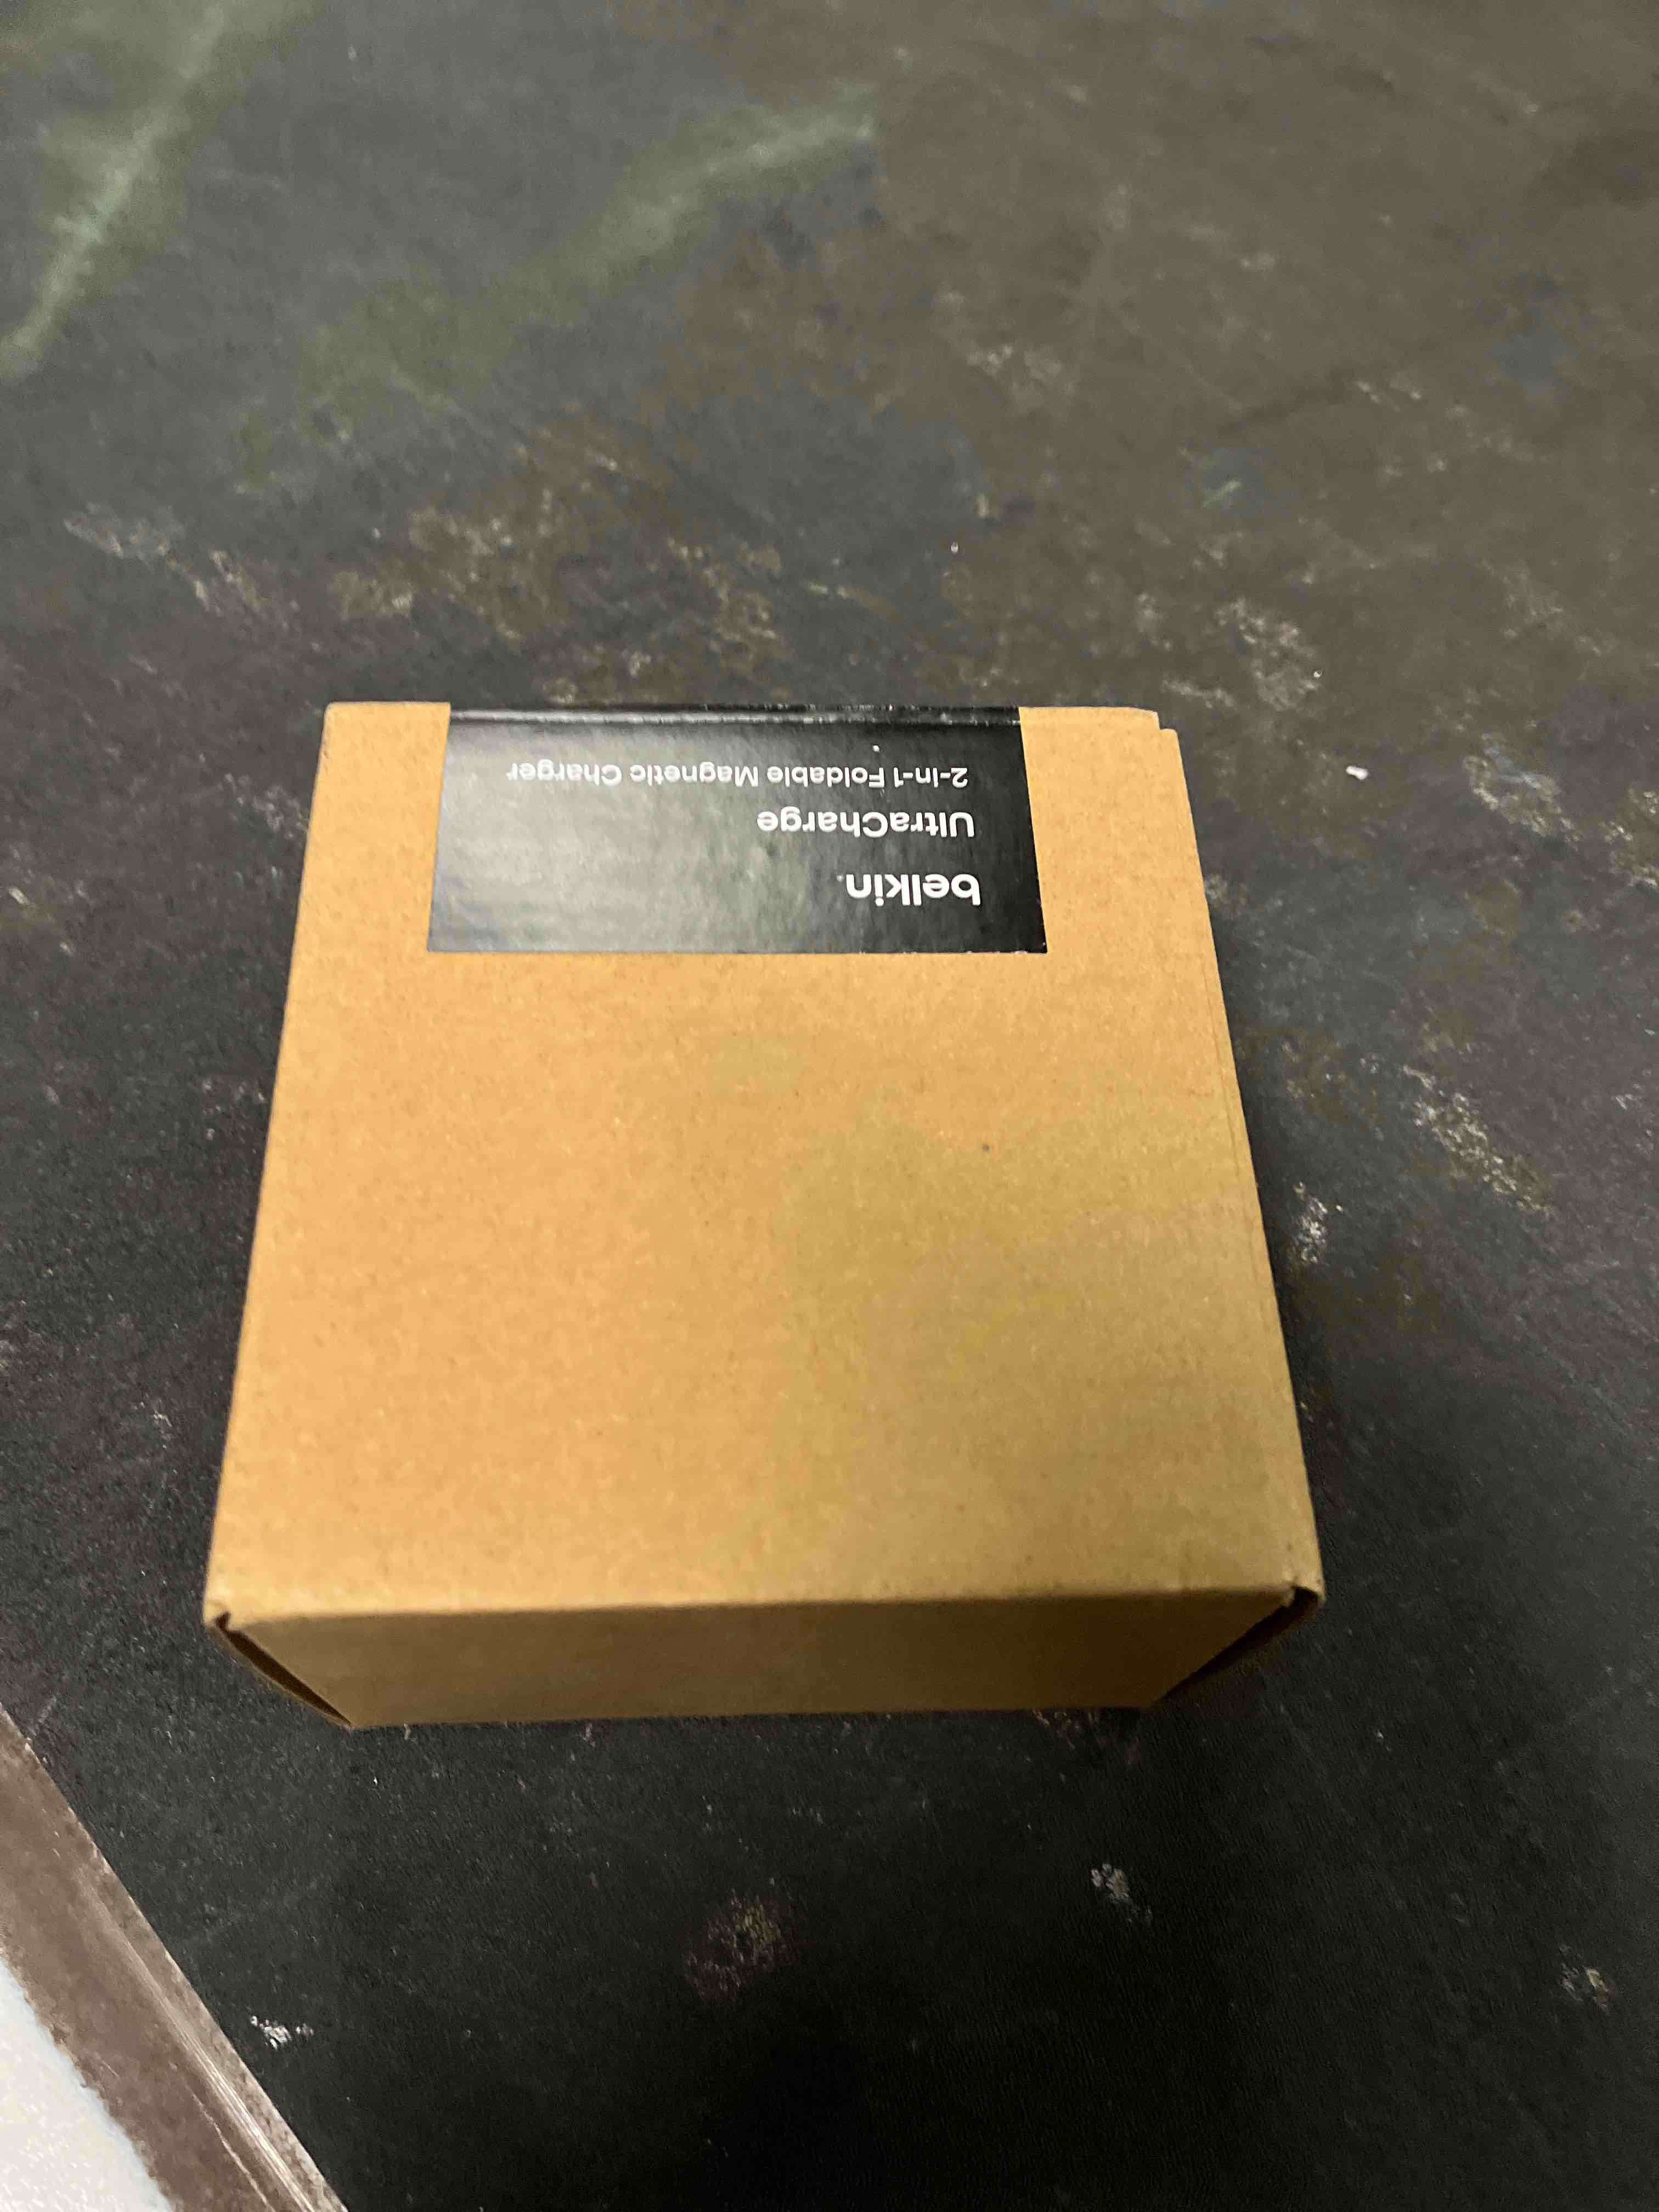 belkin
UltraCharge
2-in-1 Foldable Magnetic Charger